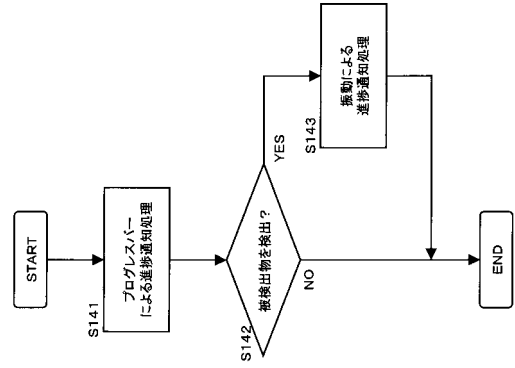 START
S141
プログレスバー
による進捗通知処理
S142
被検出物を検出？
YES
NO
S143
振動による
進捗通知処理
END